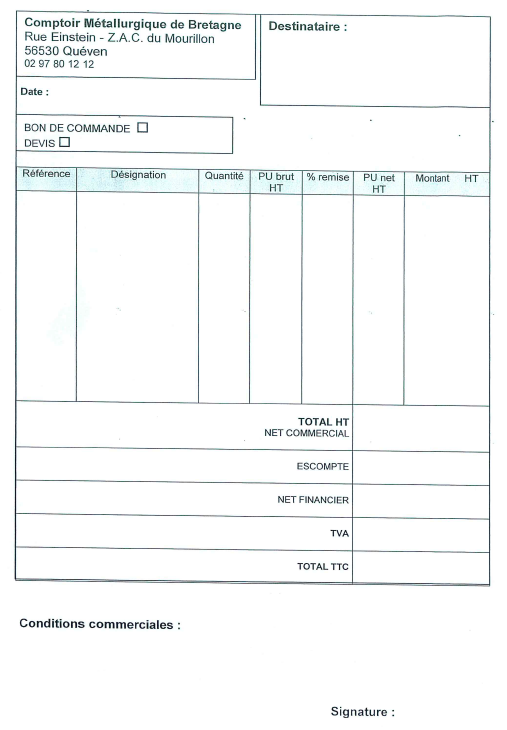 Comptoir Métallurgique de Bretagne
Rue Einstein - Z.A.C. du Mourillon
56530 Quéven
02 97 80 12 12
Destinataire :
Date :
BON DE COMMANDE
DEVIS
Référence Désignation Quantité PU brut HT % remise PU net HT Montant HT
TOTAL HT
NET COMMERCIAL
ESCOMPTE
NET FINANCIER
TVA
TOTAL TTC
Conditions commerciales :
Signature :